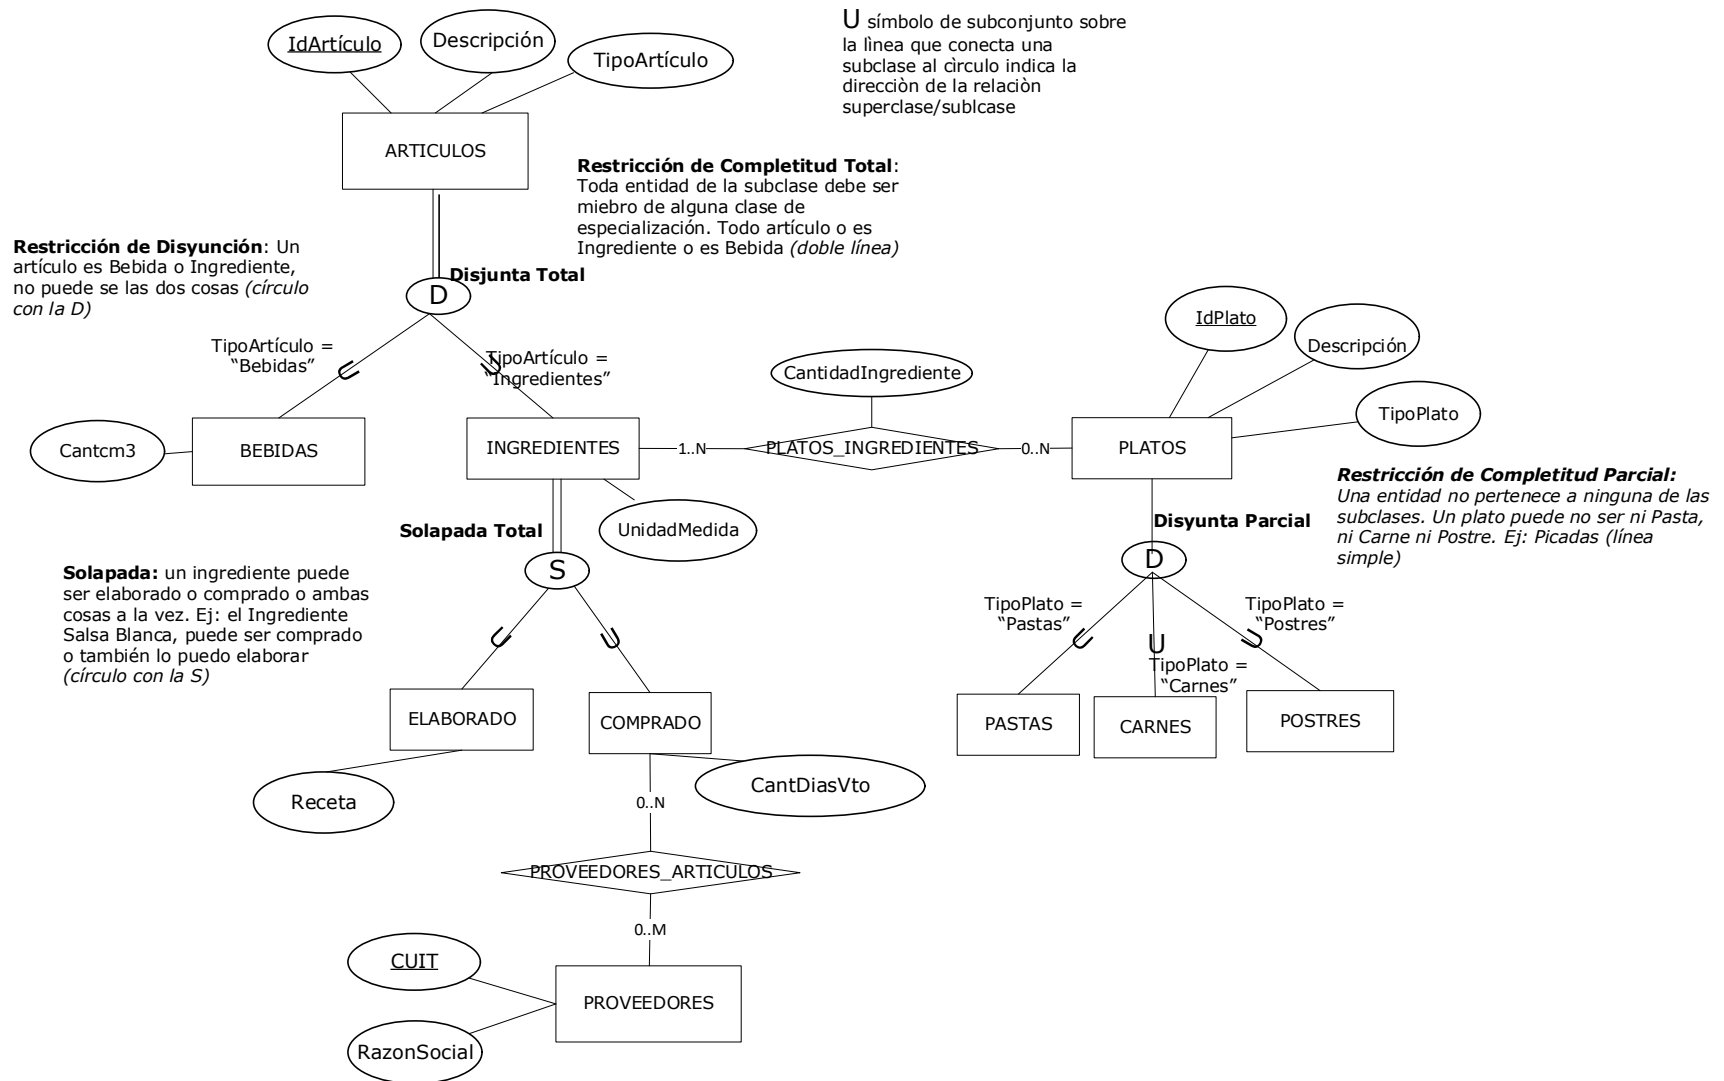 IdArtículo
Descripción
TipoArtículo
U símbolo de subconjunto sobre
la lìnea que conecta una
subclase al cìrculo indica la
direcciòn de la relaciòn
superclase/sublcase
ARTICULOS
Restricción de Completitud Total:
Toda entidad de la subclase debe ser
miebro de alguna clase de
especialización. Todo artículo o es
Ingrediente o es Bebida (doble línea)
Restricción de Disyunción: Un
artículo es Bebida o Ingrediente,
no puede se las dos cosas (círculo
con la D)
Disjunta Total
D
TipoArtículo =
“Bebidas”
U
TipoArtículo =
“Ingredientes”
U
IdPlato
Descripción
TipoPlato
CantidadIngrediente
Cantcm3
BEBIDAS
INGREDIENTES
1..N
PLATOS_INGREDIENTES
0..N
PLATOS
Restricción de Completitud Parcial:
Una entidad no pertenece a ninguna de las
subclases. Un plato puede no ser ni Pasta,
ni Carne ni Postre. Ej: Picadas (línea
simple)
UnidadMedida
Solapada Total
S
Disyunta Parcial
D
Solapada: un ingrediente puede
ser elaborado o comprado o ambas
cosas a la vez. Ej: el Ingrediente
Salsa Blanca, puede ser comprado
o también lo puedo elaborar
(círculo con la S)
U
U
TipoPlato =
“Pastas”
U
U
TipoPlato =
“Carnes”
TipoPlato =
“Postres”
U
ELABORADO
COMPRADO
PASTAS
CARNES
POSTRES
Receta
CantDiasVto
0..N
PROVEEDORES_ARTICULOS
0..M
CUIT
PROVEEDORES
RazonSocial